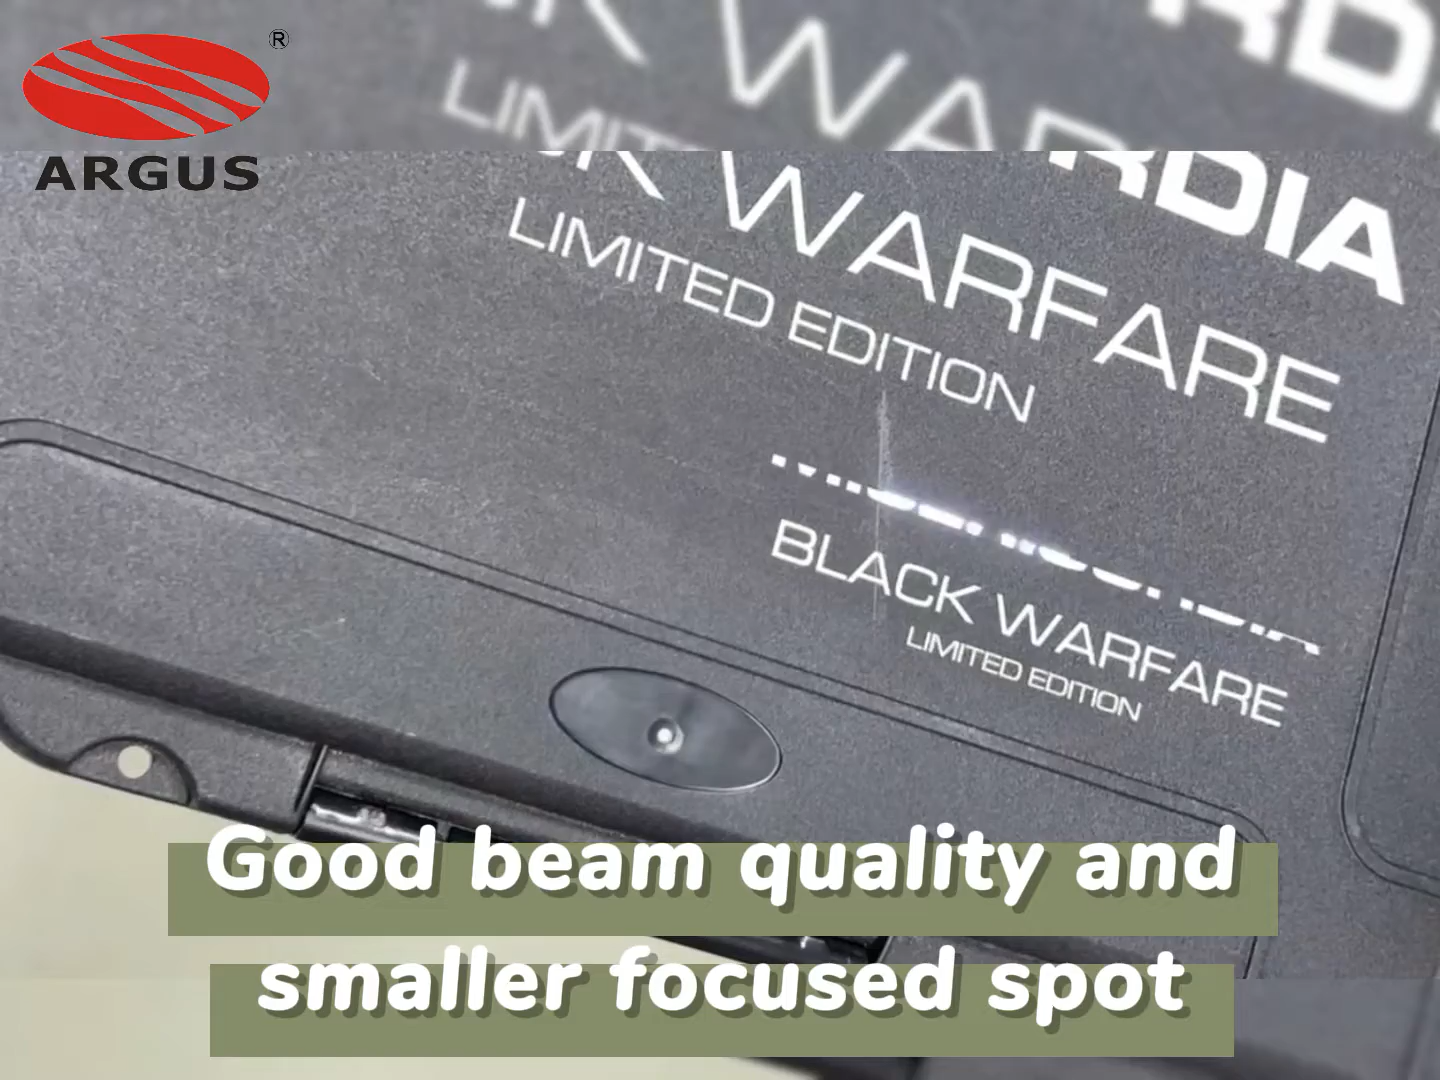 ®
ARGUS
WARFARE
LIMITED EDITION
BLACK WARFARE
LIMITED EDITION
Good beam quality and
smaller focused spot